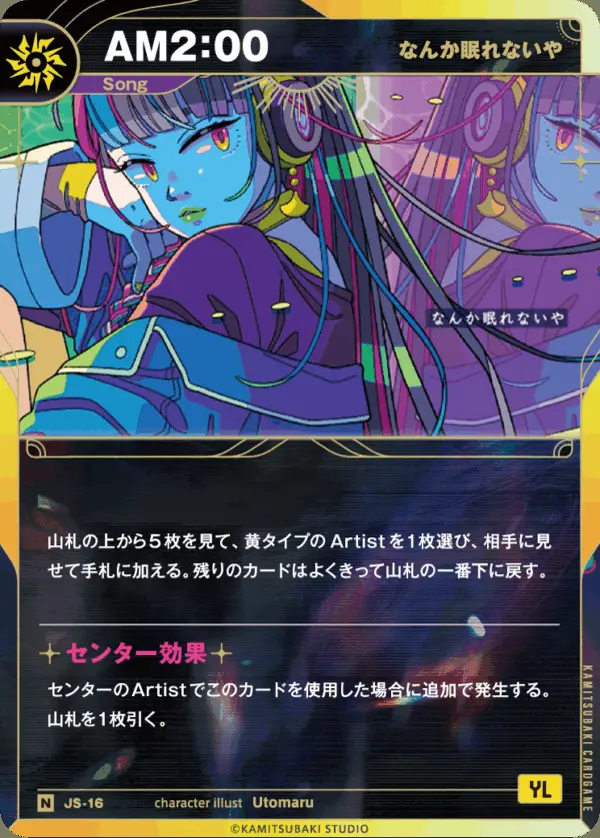 AM2:00
なんか眠れないや
Song
なんか眠れないや
山札の上から5枚を見て、黄タイプのArtistを1枚選び、相手に見
せて手札に加える。残りのカードはよくきって山札の一番下に戻す。
センター効果
センターのArtistでこのカードを使用した場合に追加で発生する。
山札を1枚引く。
KAMITSUBAKI CARDGAME
YL
N JS-16 character illust Utomaru
©KAMITSUBAKI STUDIO